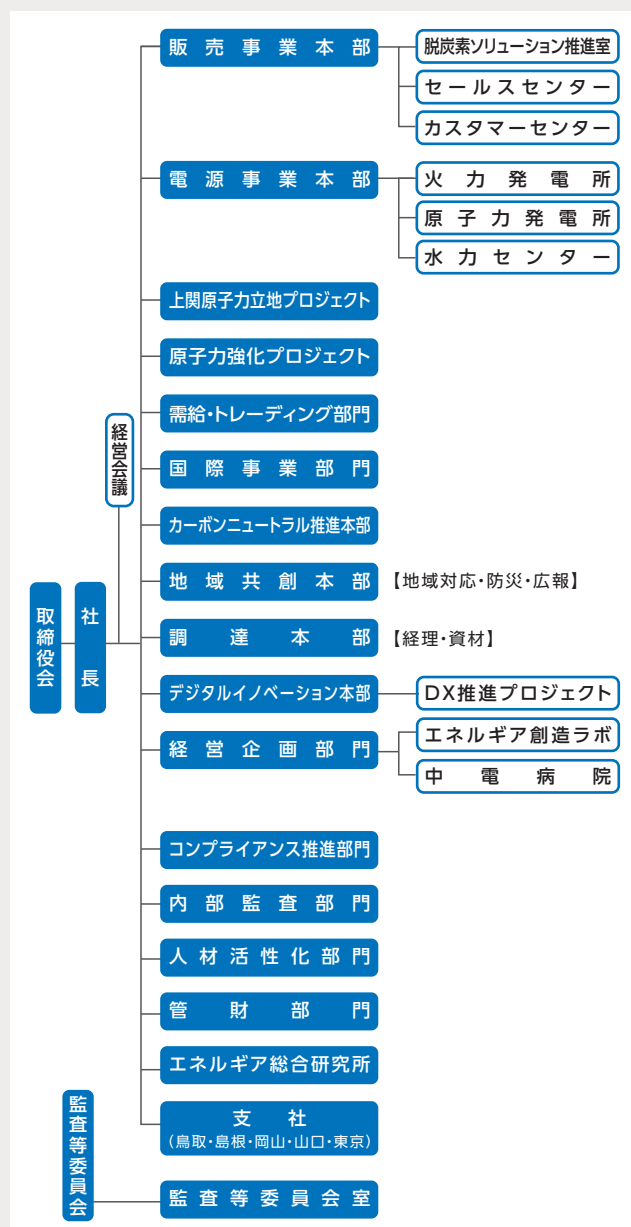 販売事業本部
脱炭素ソリューション推進室
セールスセンター
カスタマーセンター
電源事業本部
火力発電所
原子力発電所
水力センター
上関原子力立地プロジェクト
原子力強化プロジェクト
需給・トレーディング部門
経営会議
国際事業部門
カーボンニュートラル推進本部
取締役会
社長
地域共創本部
【地域対応・防災・広報】
調達本部
【経理・資材】
デジタルイノベーション本部
DX推進プロジェクト
経営企画部門
エネルギア創造ラボ
中電病院
コンプライアンス推進部門
内部監査部門
人材活性化部門
管財部門
エネルギア総合研究所
支社
(鳥取・島根・岡山・山口・東京)
監査等委員会
監査等委員会室